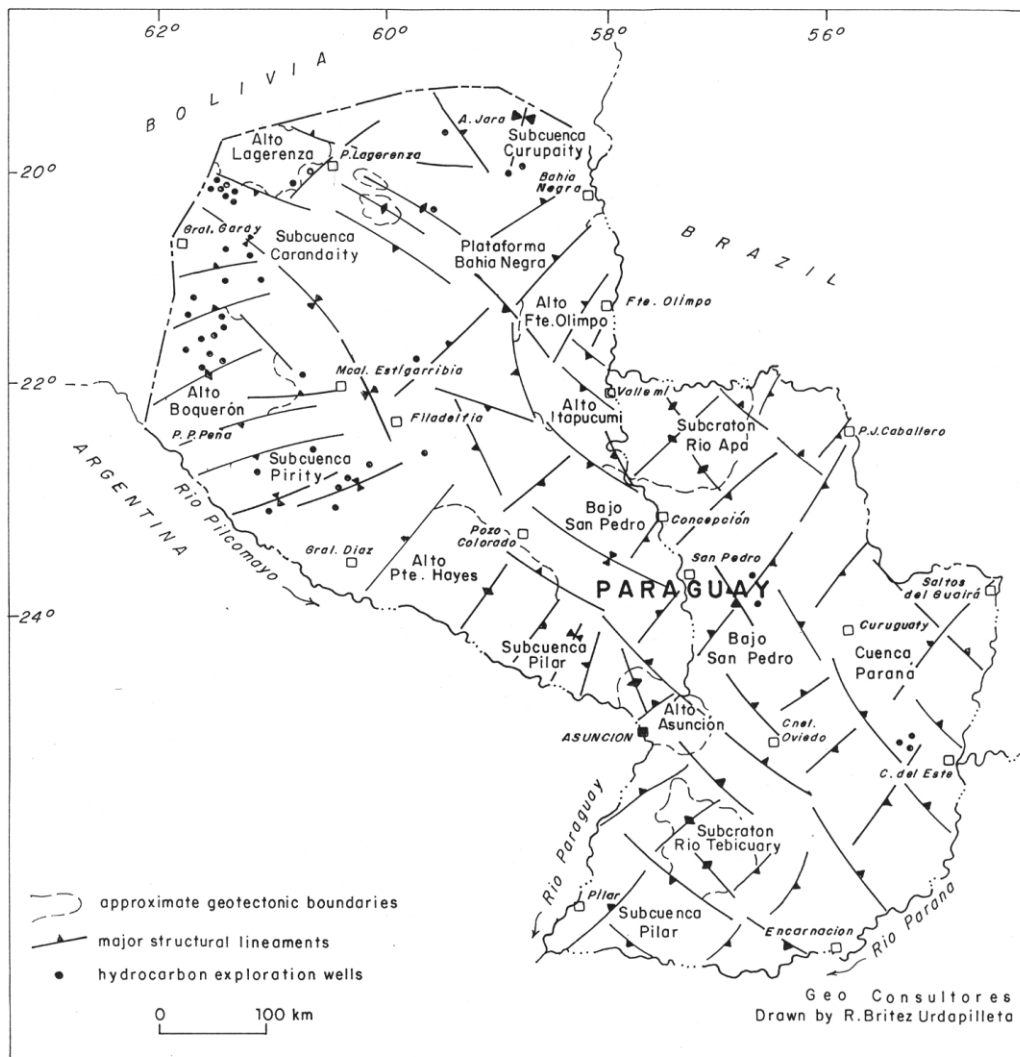 62°
60°
58°
56°
BOLIVIA
20°
22°
24°
Alto
Lagerenza
P. Lagerenza
A. Jara
Subcuenca
Curupaity
Bahia
Negra
BRAZIL
Gral. Garay
Subcuenca
Carandaity
Plataforma
Bahia Negra
Alto
Fte. Olimpo
Fte. Olimpo
Mcal. Estigarribia
Alto
Boquerón
Filadelfia
Alto
Itapucumi
Vallemi
Subcraton
Rio Apa
P.J. Caballero
P.P. Pena
Subcuenca
Pirity
ARGENTINA
Rio Pilcomayo
Gral. Diaz
Pozo
Colorado
Alto
Pte. Hayes
Bajo
San Pedro
Concepción
San Pedro
PARAGUAY
Saltos
del Guairá
Curuguaty
Cuenca
Paraná
Bajo
San Pedro
Subcuenca
Pilar
Alto
Asunción
ASUNCION
Cnel.
Oviedo
C. del Este
Rio Paraguay
Subcraton
Rio Tebicuary
Pilar
Subcuenca
Pilar
Encarnacion
Rio Parana
approximate geotectonic boundaries
major structural lineaments
hydrocarbon exploration wells
0 100 km
Geo Consultores
Drawn by R. Britez Urdapilleta